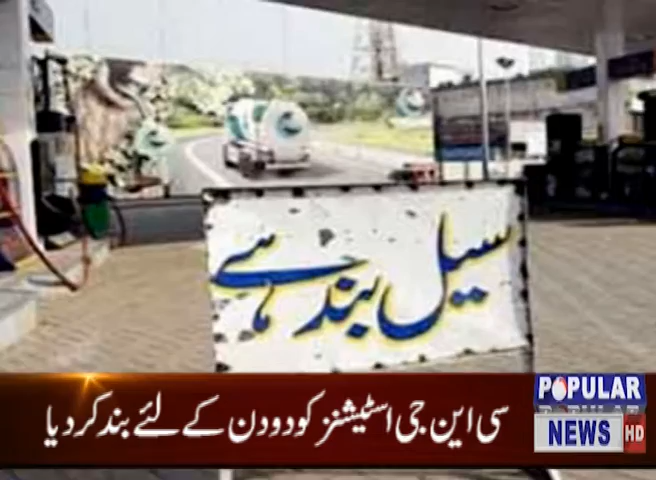 سیل بند ہے
سی این جی اسٹیشنز کو دو دن کے لئے بند کر دیا
POPULAR
NEWS HD